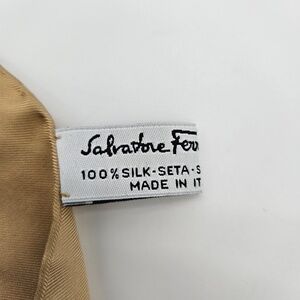 Salvatore Fer
100% SILK-SETA-S
MADE IN IT